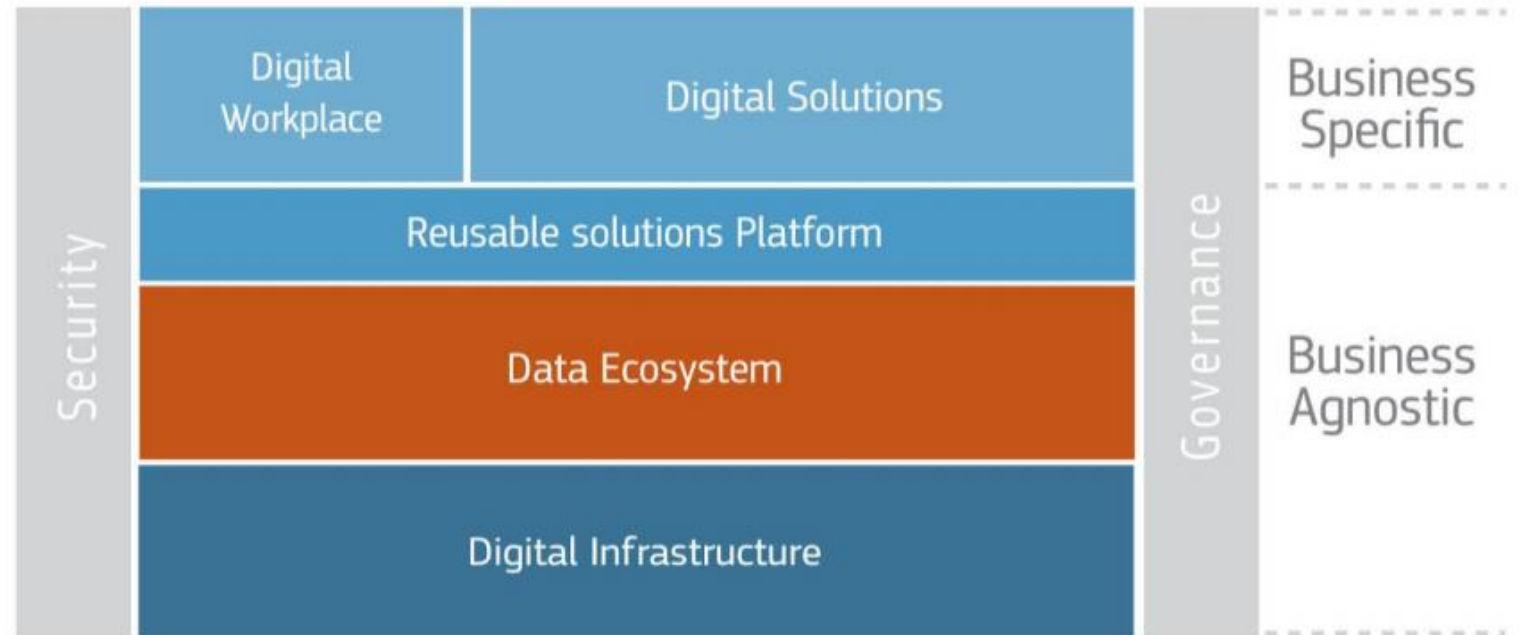 Security
Digital
Workplace
Digital Solutions
Reusable solutions Platform
Data Ecosystem
Digital Infrastructure
Governance
Business
Specific
Business
Agnostic